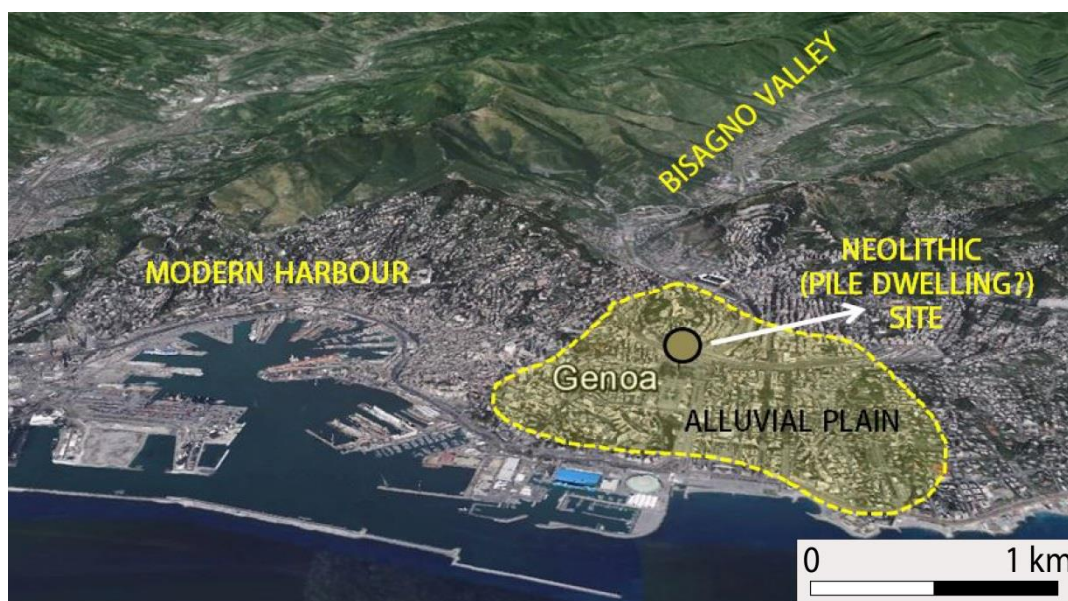 BISAGNO VALLEY
NEOLITHIC
(PILE DWELLING?)
SITE
MODERN HARBOUR
Genoa
ALLUVIAL PLAIN
0 1 km